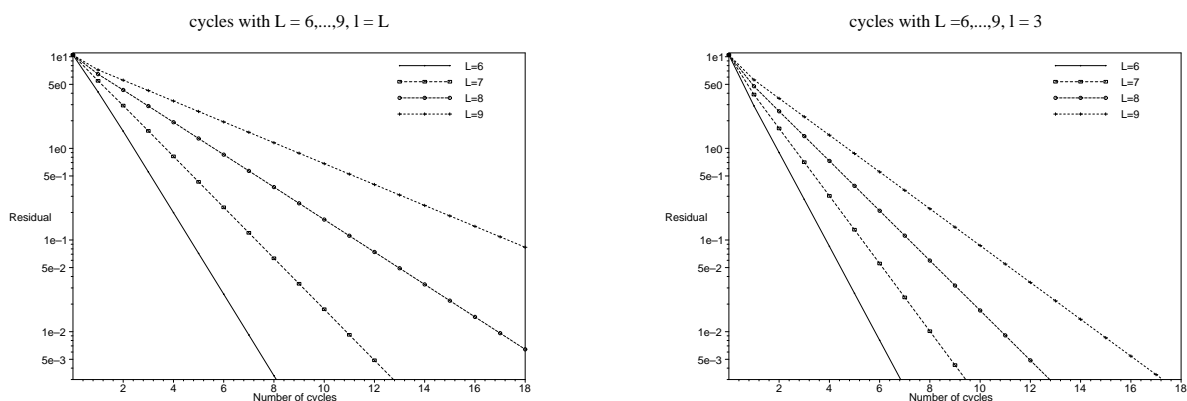 cycles with L = 6,...,9, l = L
1e1
5e0
1e0
5e−1
Residual
1e−1
5e−2
1e−2
5e−3
2
4
6
8
10
12
14
16
18
Number of cycles
L=6
L=7
L=8
L=9
cycles with L =6,...,9, l = 3
1e1
5e0
1e0
5e−1
Residual
1e−1
5e−2
1e−2
5e−3
2
4
6
8
10
12
14
16
18
Number of cycles
L=6
L=7
L=8
L=9